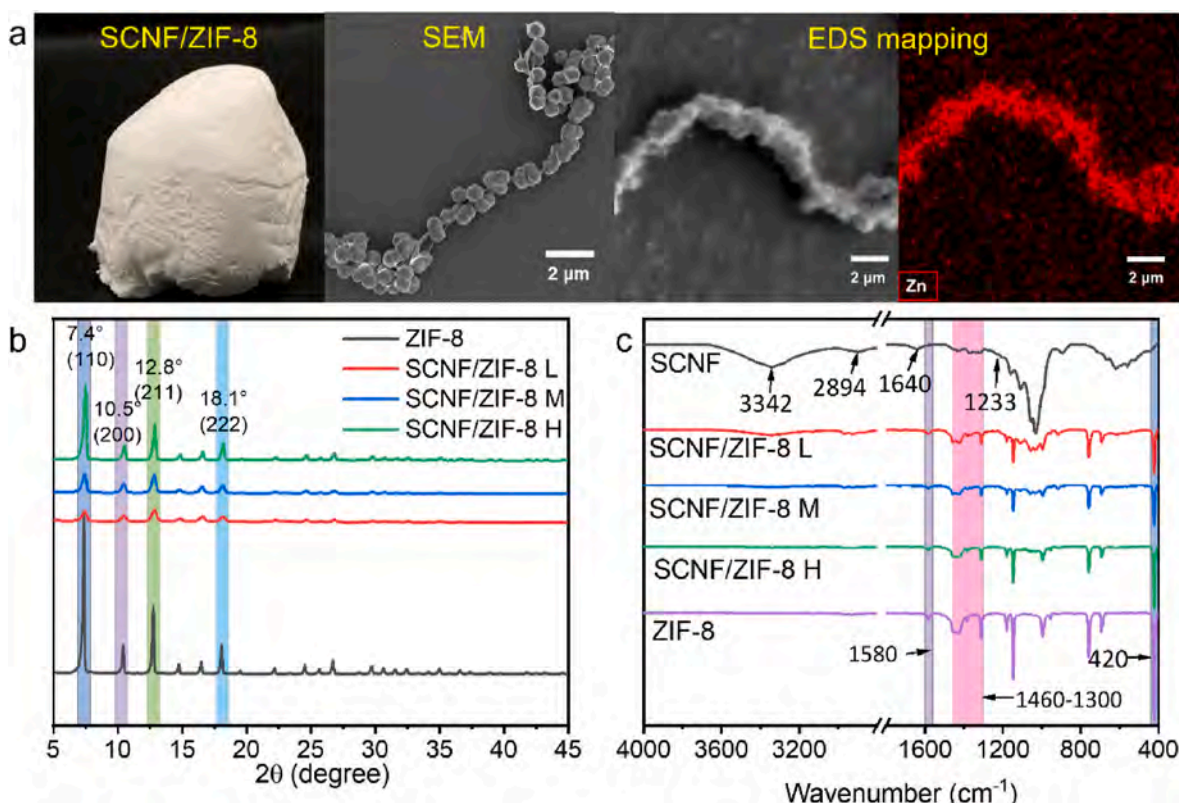 a
SCNF/ZIF-8
SEM
EDS mapping
2 µm
2 µm
2 µm
Zn
b
7.4°
(110)
10.5°
(200)
12.8°
(211)
18.1°
(222)
ZIF-8
SCNF/ZIF-8 L
SCNF/ZIF-8 M
SCNF/ZIF-8 H
5 10 15 20 25 30 35 40 45
2θ (degree)
c
SCNF
3342
2894
1640
1233
SCNF/ZIF-8 L
SCNF/ZIF-8 M
SCNF/ZIF-8 H
ZIF-8
1580
420
1460-1300
4000 3600 3200 1600 1200 800 400
Wavenumber (cm⁻¹)